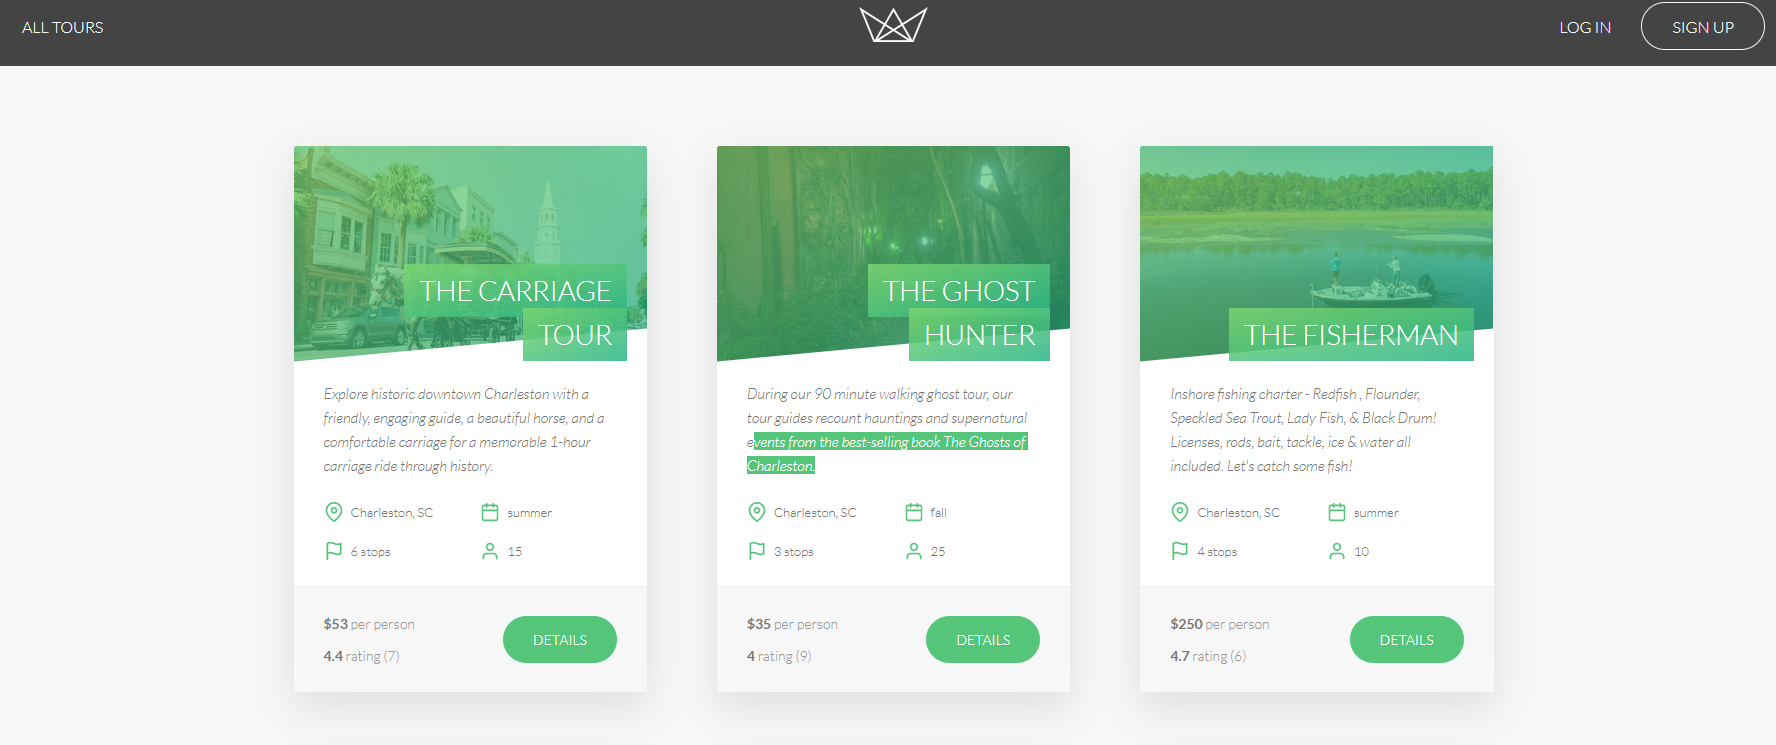 ALL TOURS
LOG IN
SIGN UP
THE CARRIAGE
TOUR
Explore historic downtown Charleston with a
friendly, engaging guide, a beautiful horse, and a
comfortable carriage for a memorable 1-hour
carriage ride through history.
Charleston, SC
summer
6 stops
15
$53 per person
4.4 rating (7)
DETAILS
THE GHOST
HUNTER
During our 90 minute walking ghost tour, our
tour guides recount hauntings and supernatural
events from the best-selling book The Ghosts of
Charleston.
Charleston, SC
fall
3 stops
25
$35 per person
4 rating (9)
DETAILS
THE FISHERMAN
Inshore fishing charter - Redfish , Flounder,
Speckled Sea Trout, Lady Fish, & Black Drum!
Licenses, rods, bait, tackle, ice & water all
included. Let's catch some fish!
Charleston, SC
summer
4 stops
10
$250 per person
4.7 rating (6)
DETAILS